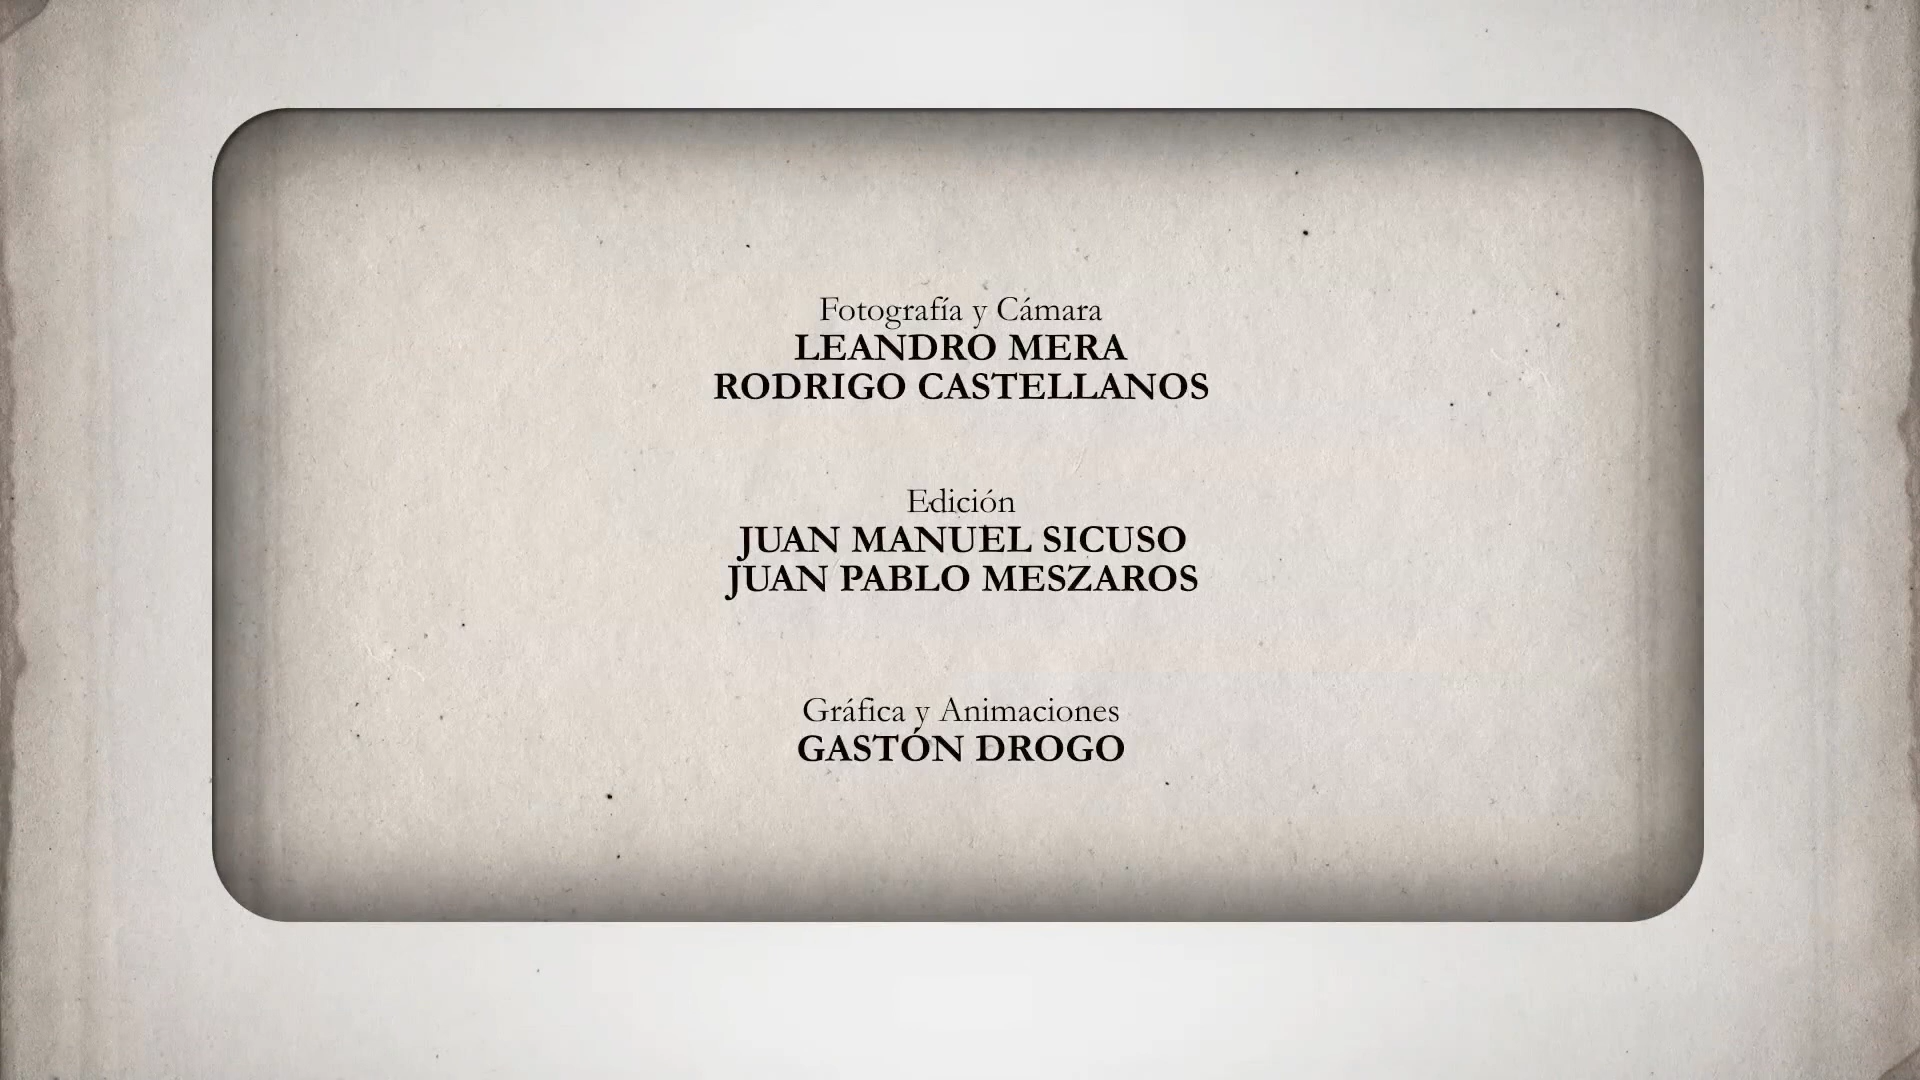 Fotografía y Cámara
LEANDRO MERA
RODRIGO CASTELLANOS
Edición
JUAN MANUEL SICUSO
JUAN PABLO MESZAROS
Gráfica y Animaciones
GASTÓN DROGO